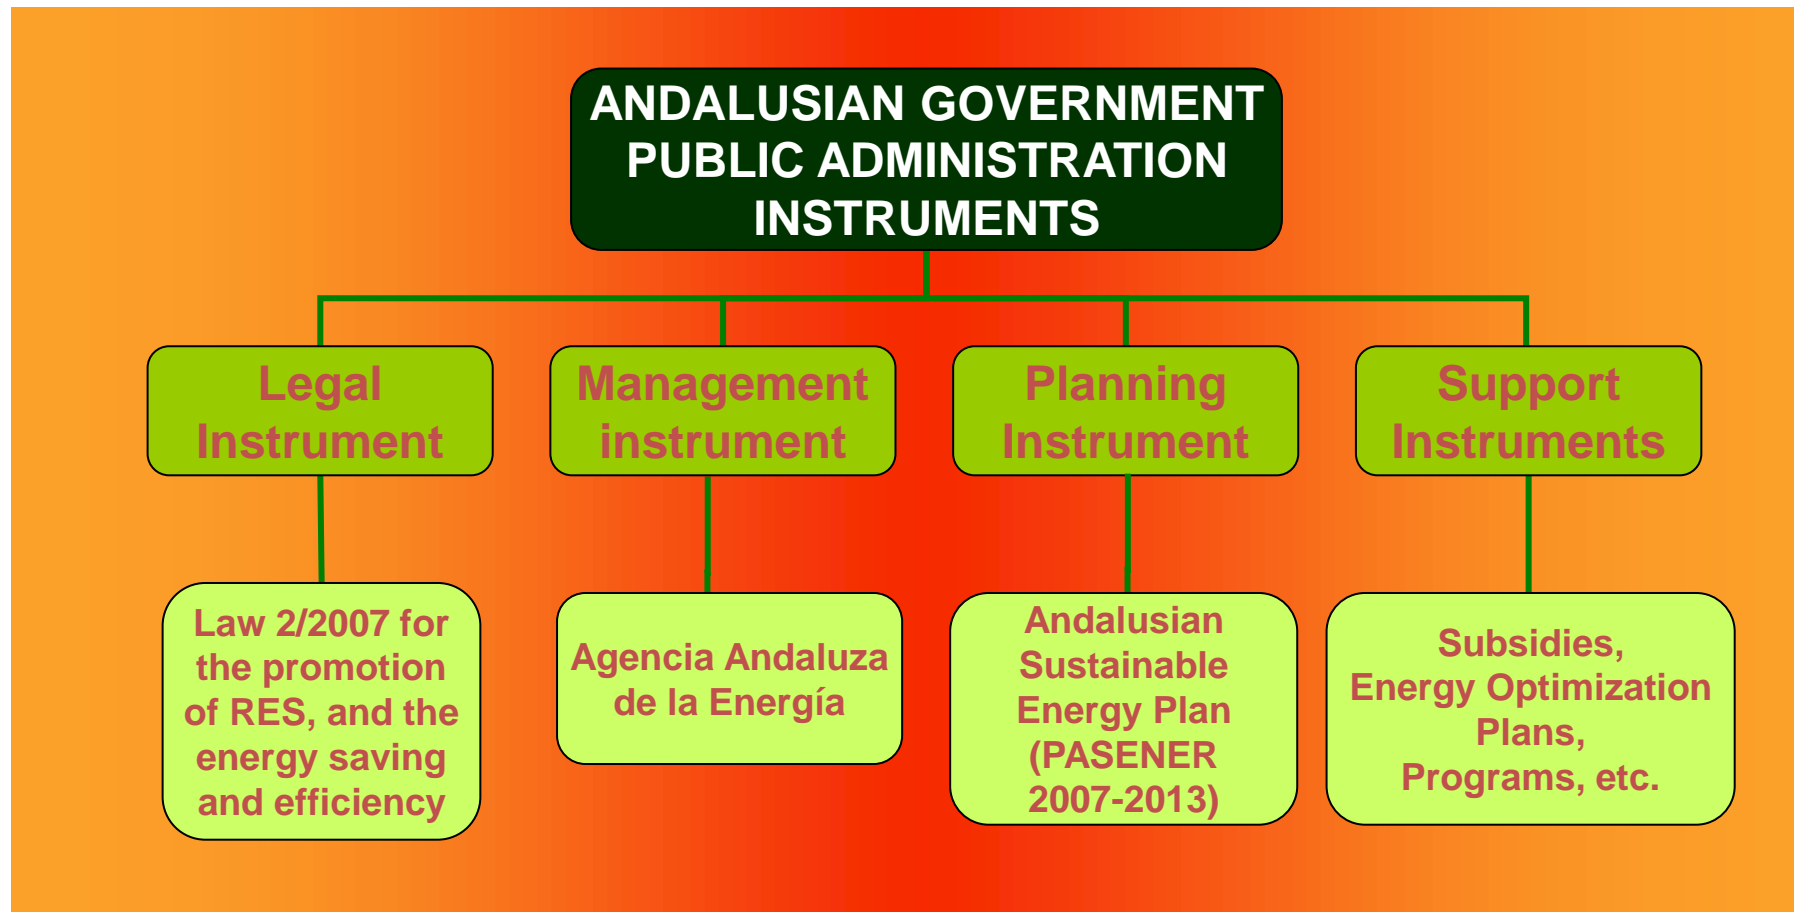 ANDALUSIAN GOVERNMENT
PUBLIC ADMINISTRATION
INSTRUMENTS
Legal
Instrument
Management
instrument
Planning
Instrument
Support
Instruments
Law 2/2007 for
the promotion
of RES, and the
energy saving
and efficiency
Agencia Andaluza
de la Energía
Andalusian
Sustainable
Energy Plan
(PASENER
2007-2013)
Subsidies,
Energy Optimization
Plans,
Programs, etc.